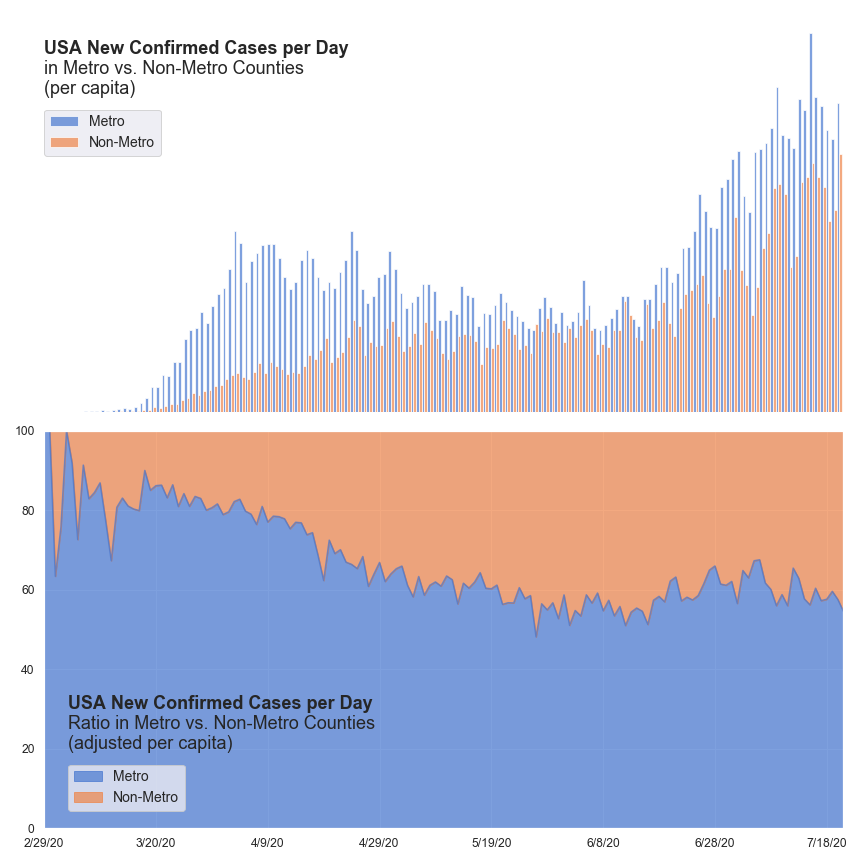 USA New Confirmed Cases per Day
in Metro vs. Non-Metro Counties
(per capita)
Metro
Non-Metro
100
80
60
40
20
0
USA New Confirmed Cases per Day
Ratio in Metro vs. Non-Metro Counties
(adjusted per capita)
Metro
Non-Metro
2/29/20 3/20/20 4/9/20 4/29/20 5/19/20 6/8/20 6/28/20 7/18/20